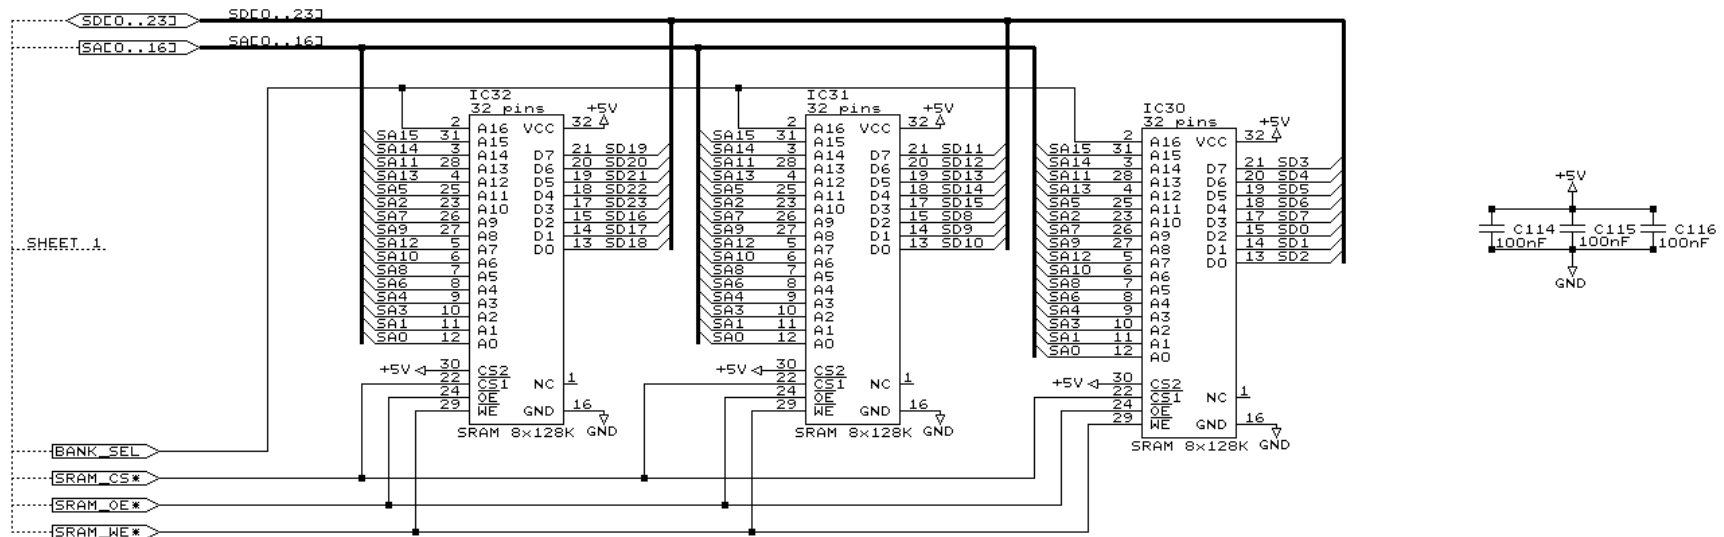 SD[0..23] SD[0..23]
SA[0..16] SA[0..16]
SHEET 1
BANK_SEL
SRAM_CS*
SRAM_OE*
SRAM_WE*
IC32
32 pins
+5V
2 A16 VCC 32
SA15 31 A15
SA14 3 A14 D7 21 SD19
SA11 28 A13 D6 20 SD20
SA13 4 A12 D5 19 SD21
SA5 25 A11 D4 18 SD22
SA2 23 A10 D3 17 SD23
SA7 26 A9 D2 15 SD16
SA9 27 A8 D1 14 SD17
SA12 5 A7 D0 13 SD18
SA10 6 A6
SA8 7 A5
SA6 8 A4
SA4 9 A3
SA3 10 A2
SA1 11 A1
SA0 12 A0
+5V 30 CS2
22 CS1 NC 1
24 OE
29 WE GND 16
SRAM 8x128K GND
IC31
32 pins
+5V
2 A16 VCC 32
SA15 31 A15
SA14 3 A14 D7 21 SD11
SA11 28 A13 D6 20 SD12
SA13 4 A12 D5 19 SD13
SA5 25 A11 D4 18 SD14
SA2 23 A10 D3 17 SD15
SA7 26 A9 D2 15 SD8
SA9 27 A8 D1 14 SD9
SA12 5 A7 D0 13 SD10
SA10 6 A6
SA8 7 A5
SA6 8 A4
SA4 9 A3
SA3 10 A2
SA1 11 A1
SA0 12 A0
+5V 30 CS2
22 CS1 NC 1
24 OE
29 WE GND 16
SRAM 8x128K GND
IC30
32 pins
+5V
2 A16 VCC 32
SA15 31 A15
SA14 3 A14 D7 21 SD3
SA11 28 A13 D6 20 SD4
SA13 4 A12 D5 19 SD5
SA5 25 A11 D4 18 SD6
SA2 23 A10 D3 17 SD7
SA7 26 A9 D2 15 SD0
SA9 27 A8 D1 14 SD1
SA12 5 A7 D0 13 SD2
SA10 6 A6
SA8 7 A5
SA6 8 A4
SA4 9 A3
SA3 10 A2
SA1 11 A1
SA0 12 A0
+5V 30 CS2
22 CS1 NC 1
24 OE
29 WE GND 16
SRAM 8x128K GND
+5V
C114 C115 C116
100nF 100nF 100nF
GND